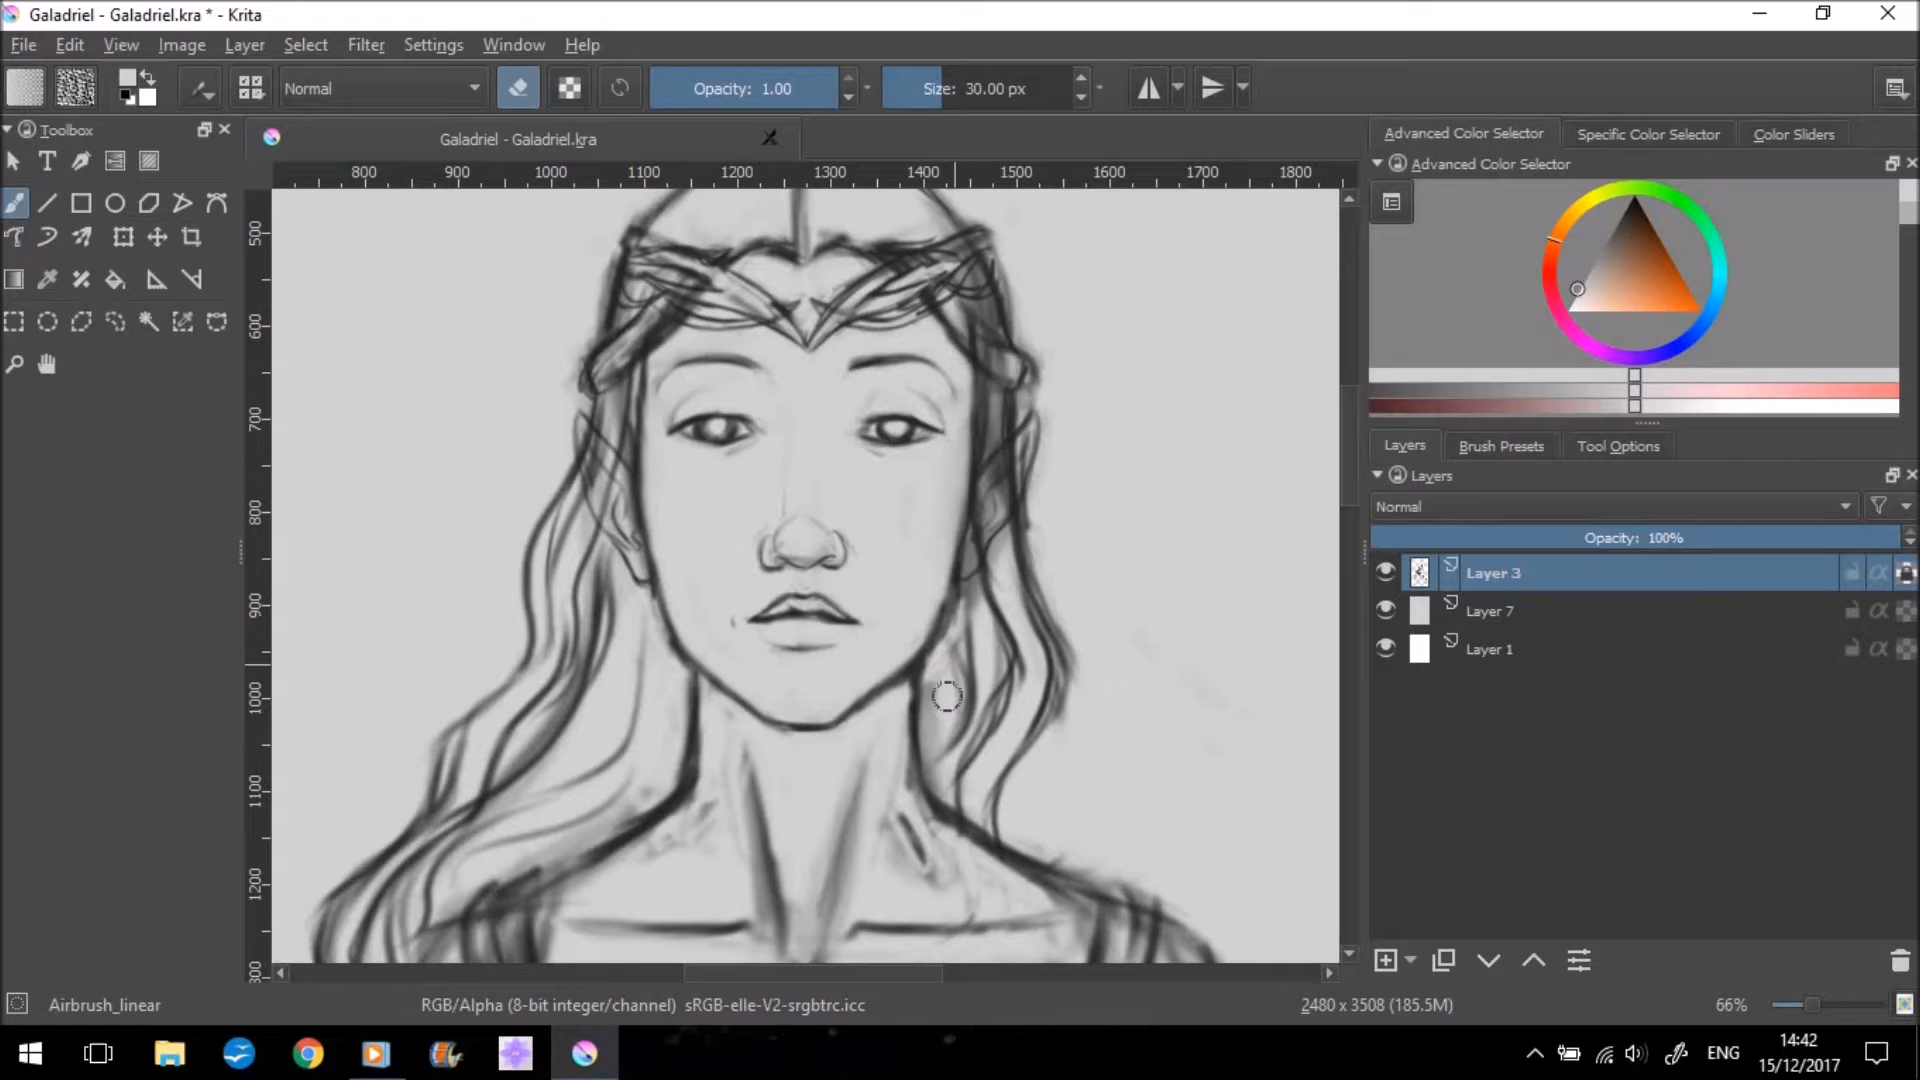 Galadriel - Galadriel.kra * - Krita
File Edit View Image Layer Select Filter Settings Window Help
Normal Opacity: 1.00 Size: 30.00 px
Toolbox
Galadriel - Galadriel.kra
Advanced Color Selector Specific Color Selector Color Sliders
Advanced Color Selector
800 900 1000 1100 1200 1300 1400 1500 1600 1700 1800
500
600
700
800
900
1000
1100
1200
300
Layers Brush Presets Tool Options
Layers
Normal
Opacity: 100%
Layer 3
Layer 7
Layer 1
Airbrush_linear RGB/Alpha (8-bit integer/channel) sRGB-elle-V2-srgbtrc.icc 2480 x 3508 (185.5M) 66%
ENG 14:42
15/12/2017